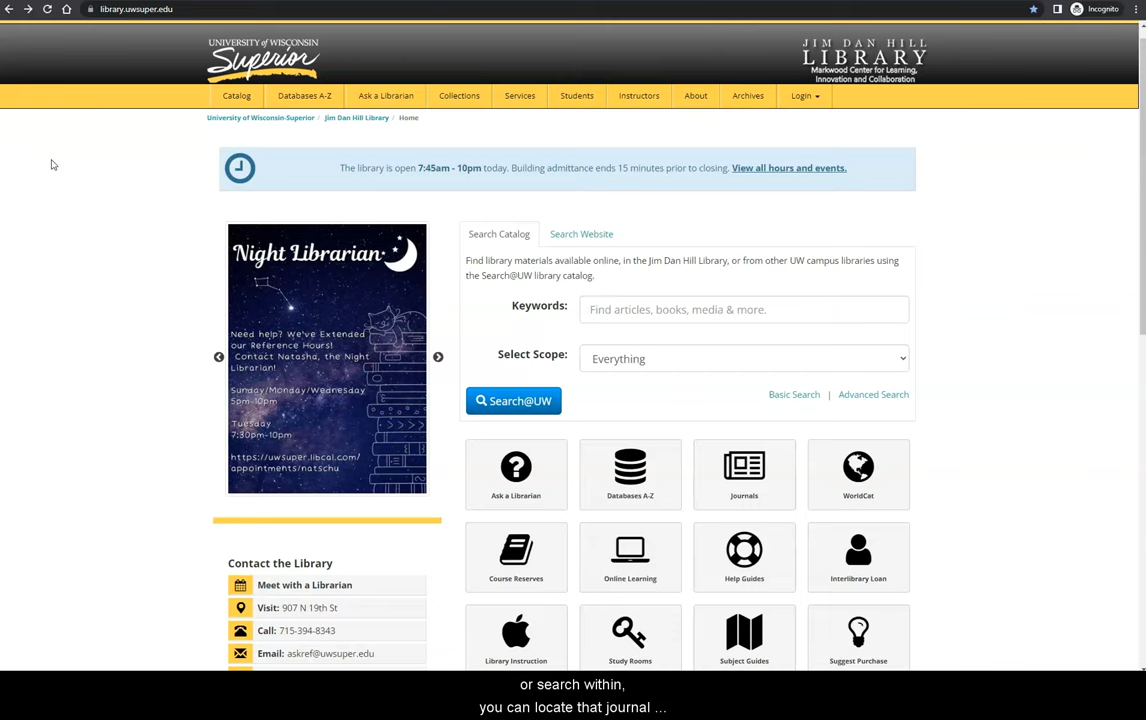 library.uwsuper.edu
Incognito
UNIVERSITY of WISCONSIN
Superior
JIM DAN HILL
LIBRARY
Markwood Center for Learning,
Innovation and Collaboration
Catalog
Databases A-Z
Ask a Librarian
Collections
Services
Students
Instructors
About
Archives
Login
University of Wisconsin-Superior / Jim Dan Hill Library / Home
The library is open 7:45am - 10pm today. Building admittance ends 15 minutes prior to closing. View all hours and events.
Night Librarian
Need help? We've Extended
our Reference Hours!
Contact Natasha, the Night
Librarian!
Sunday/Monday/Wednesday
5pm-10pm
Tuesday
7:30pm-10pm
https://uwsuper.libcal.com/
appointments/natschu
Search Catalog
Search Website
Find library materials available online, in the Jim Dan Hill Library, or from other UW campus libraries using
the Search@UW library catalog.
Keywords:
Find articles, books, media & more.
Select Scope:
Everything
Search@UW
Basic Search | Advanced Search
Ask a Librarian
Databases A-Z
Journals
WorldCat
Course Reserves
Online Learning
Help Guides
Interlibrary Loan
Library Instruction
Study Rooms
Subject Guides
Suggest Purchase
Contact the Library
Meet with a Librarian
Visit: 907 N 19th St
Call: 715-394-8343
Email: askref@uwsuper.edu
or search within,
you can locate that journal ...